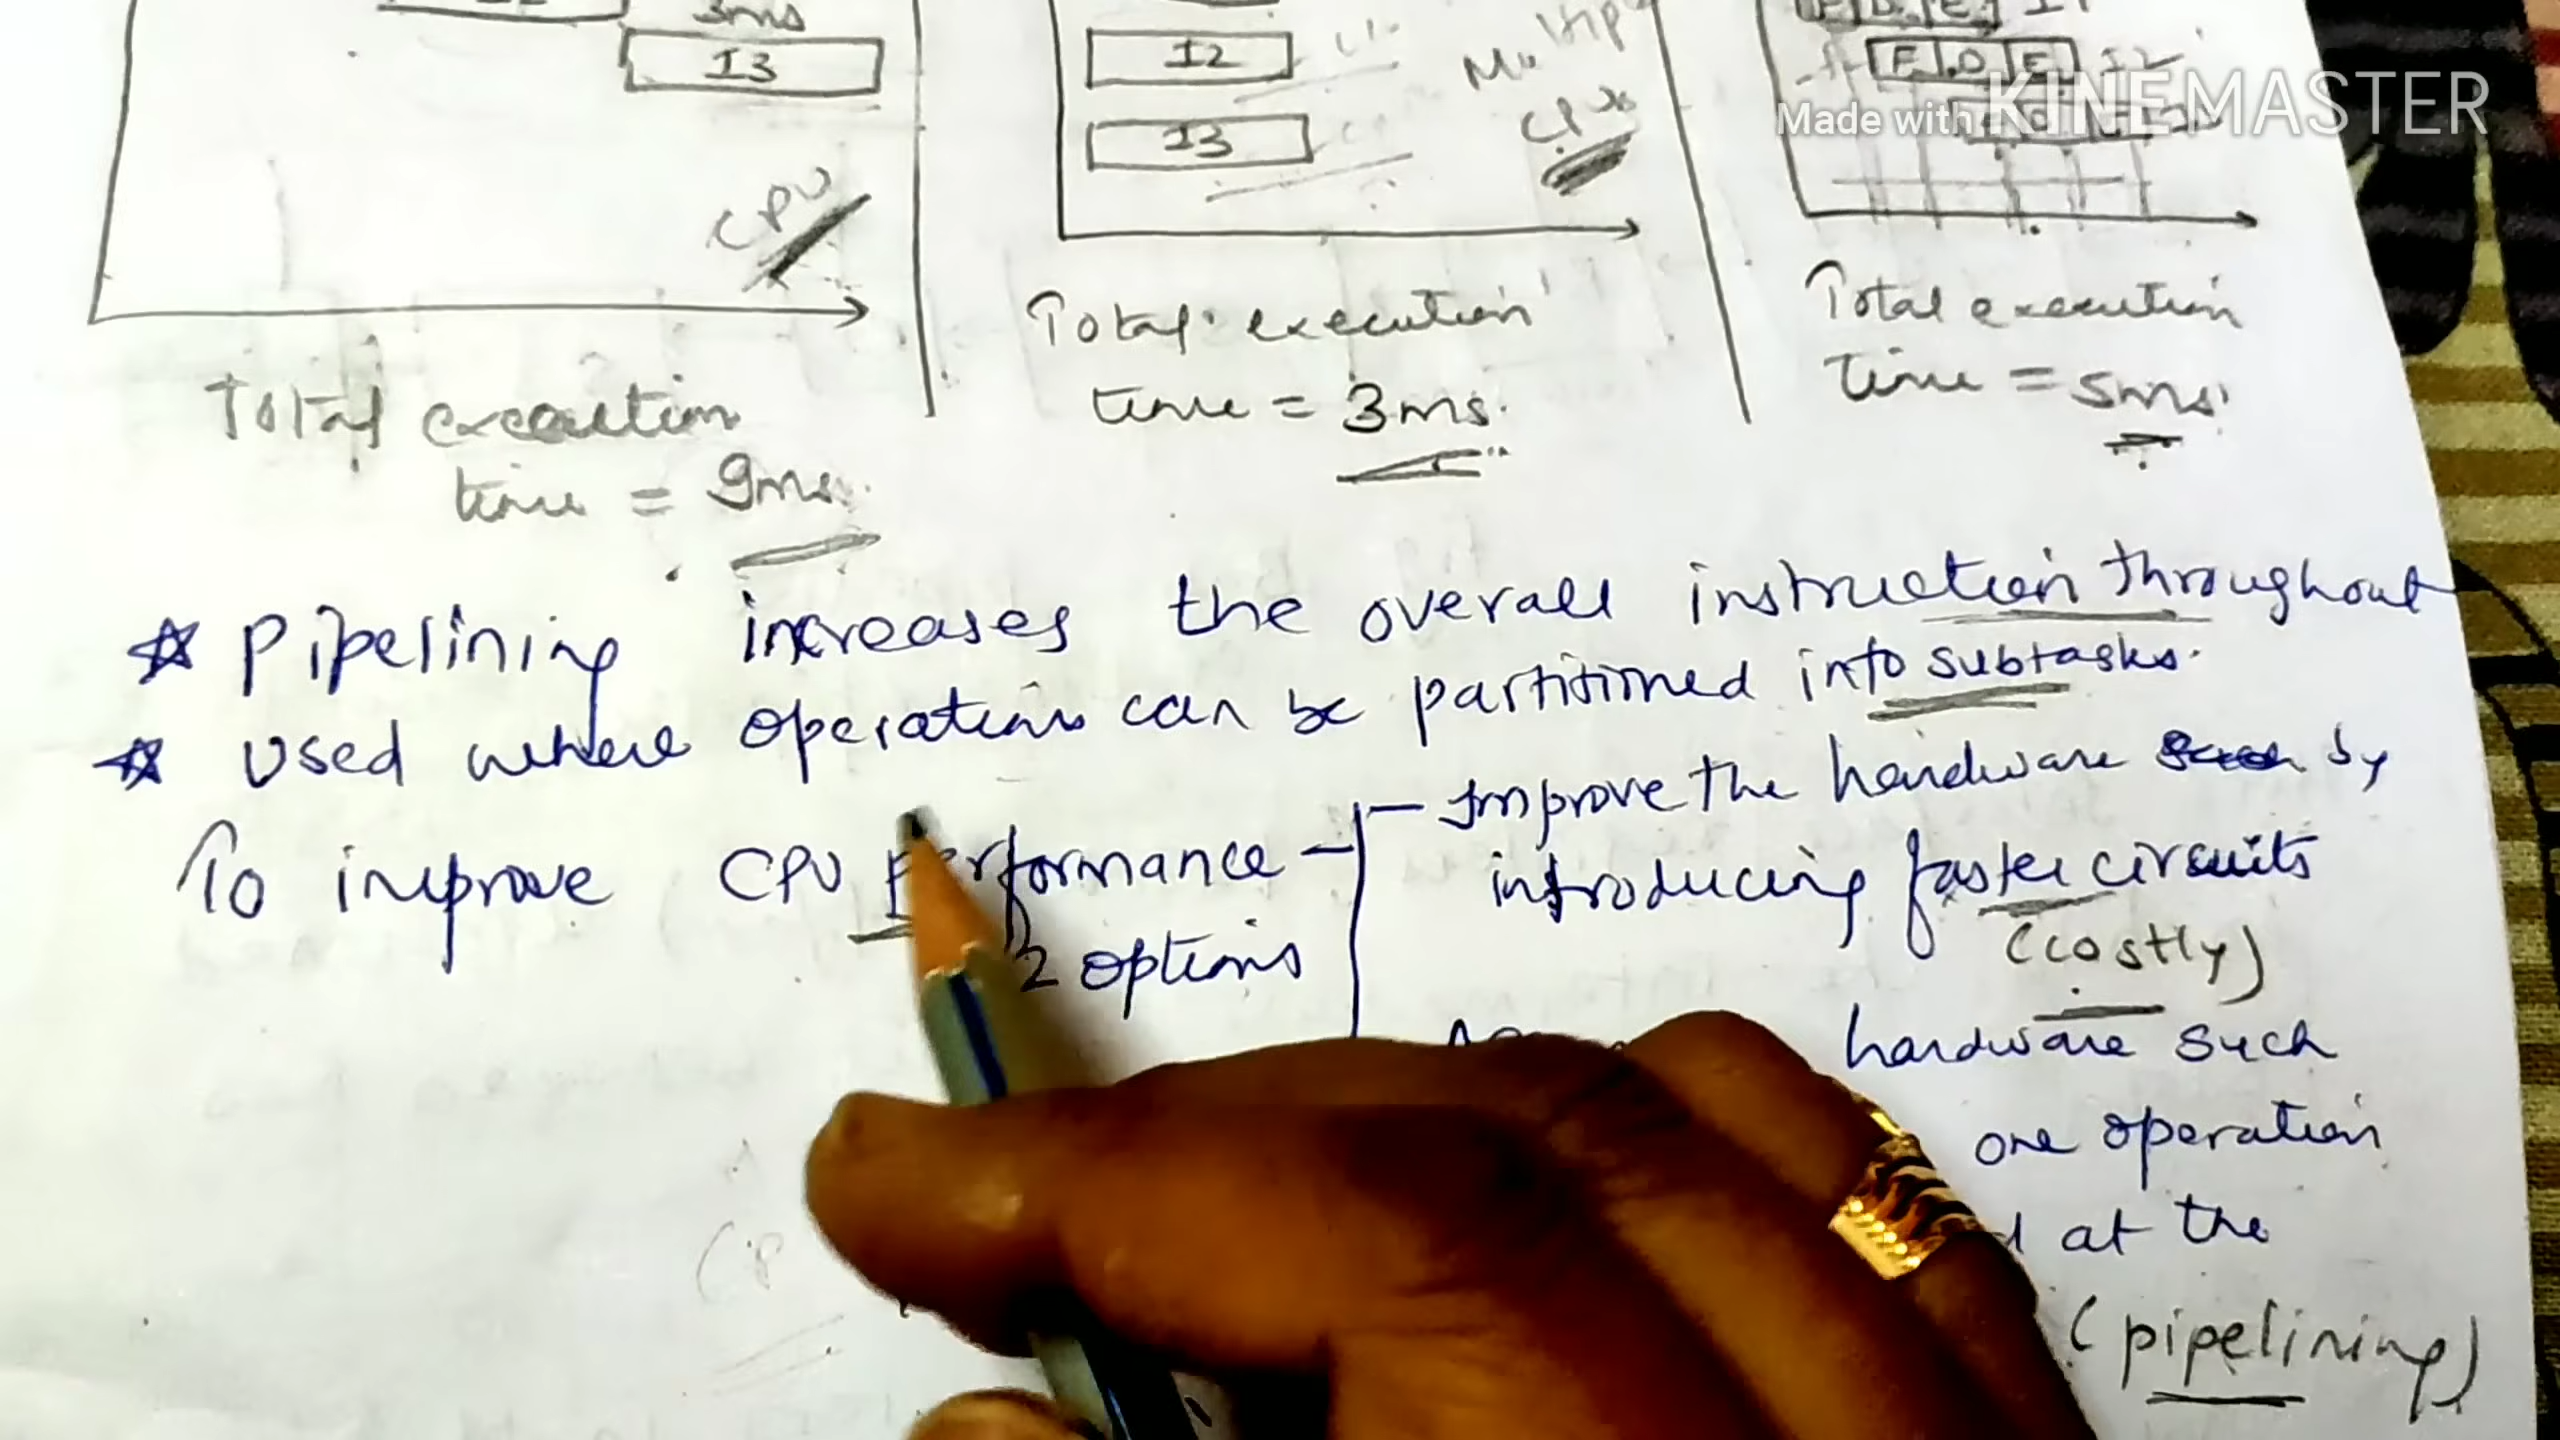 3ms
I3
CPU
Total execution
time = 9ms.
I2
I3
Total execution
time = 3ms.
F D E I1
F D E I2
Made with KINEMASTER
Total execution
time = 5ms
☆ Pipelining increases the overall instruction throughout
☆ Used where operations can be partitioned into subtasks.
To improve CPU performance -
2 options
- Improve the hardware by
introducing faster circuits
(costly)
hardware such
one operation
at the
(pipelining)